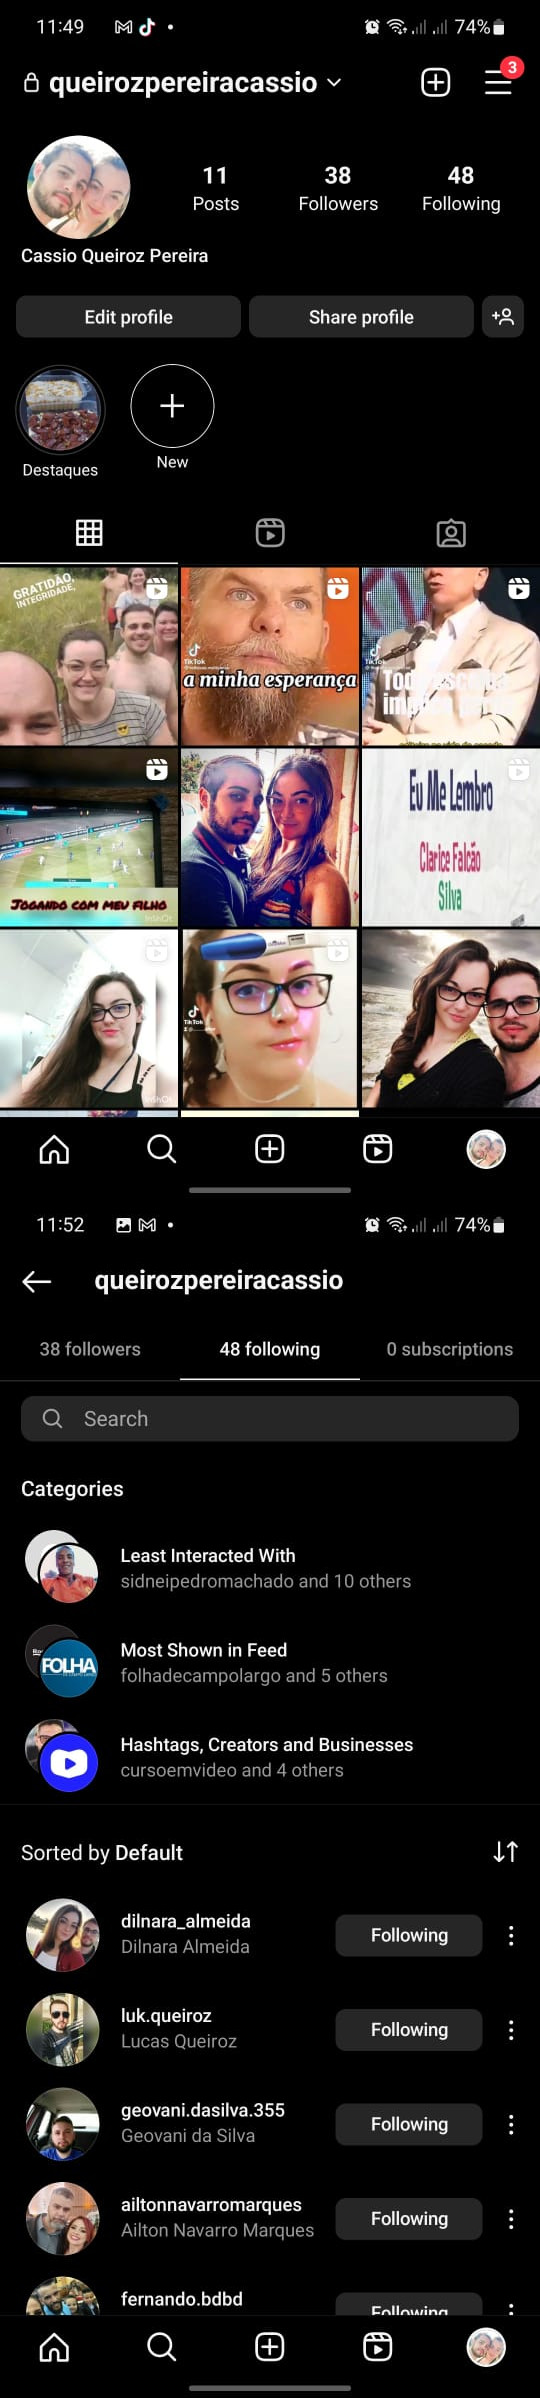 11:49
74%
queirozpereiracassio
3
11
38
48
Posts
Followers
Following
Cassio Queiroz Pereira
Edit profile
Share profile
Destaques
New
GRATIDÃO,
INTEGRIDADE,
TikTok
a minha esperança
TikTok
JOGANDO COM MEU FILHO
InShOt
Eu Me Lembro
Clarice Falcão
Silva
InShOt
TikTok
11:52
74%
queirozpereiracassio
38 followers
48 following
0 subscriptions
Search
Categories
Least Interacted With
sidneipedromachado and 10 others
FOLHA
Most Shown in Feed
folhadecampolargo and 5 others
Hashtags, Creators and Businesses
cursoemvideo and 4 others
Sorted by Default
dilnara_almeida
Dilnara Almeida
Following
luk.queiroz
Lucas Queiroz
Following
geovani.dasilva.355
Geovani da Silva
Following
ailtonnavarromarques
Ailton Navarro Marques
Following
fernando.bdbd
Following